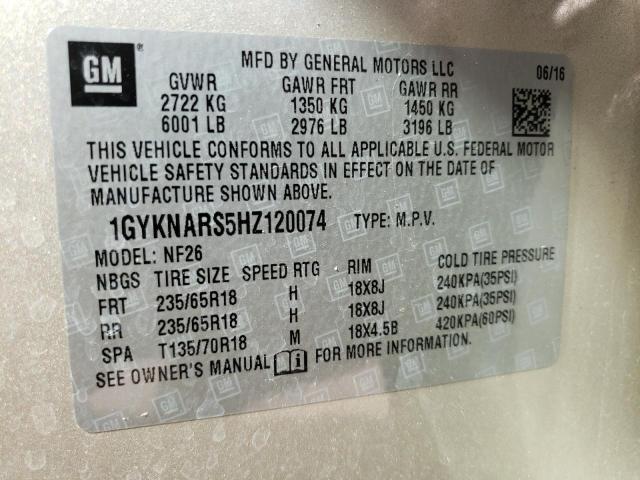 GM
MFD BY GENERAL MOTORS LLC 06/16
GVWR GAWR FRT GAWR RR
2722 KG 1350 KG 1450 KG
6001 LB 2976 LB 3196 LB
THIS VEHICLE CONFORMS TO ALL APPLICABLE U.S. FEDERAL MOTOR
VEHICLE SAFETY STANDARDS IN EFFECT ON THE DATE OF
MANUFACTURE SHOWN ABOVE.
1GYKNARS5HZ120074 TYPE: M.P.V.
MODEL: NF26
NBGS TIRE SIZE SPEED RTG RIM COLD TIRE PRESSURE
FRT 235/65R18 H 18X8J 240KPA(35PSI)
RR 235/65R18 H 18X8J 240KPA(35PSI)
SPA T135/70R18 M 18X4.5B 420KPA(60PSI)
SEE OWNER'S MANUAL FOR MORE INFORMATION.